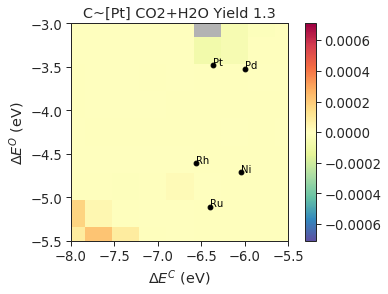 C~[Pt] CO2+H2O Yield 1.3
−3.0
−3.5
−4.0
−4.5
−5.0
−5.5
ΔE^O (eV)
Pt
Pd
Rh
Ni
Ru
−8.0 −7.5 −7.0 −6.5 −6.0 −5.5
ΔE^C (eV)
0.0006
0.0004
0.0002
0.0000
−0.0002
−0.0004
−0.0006